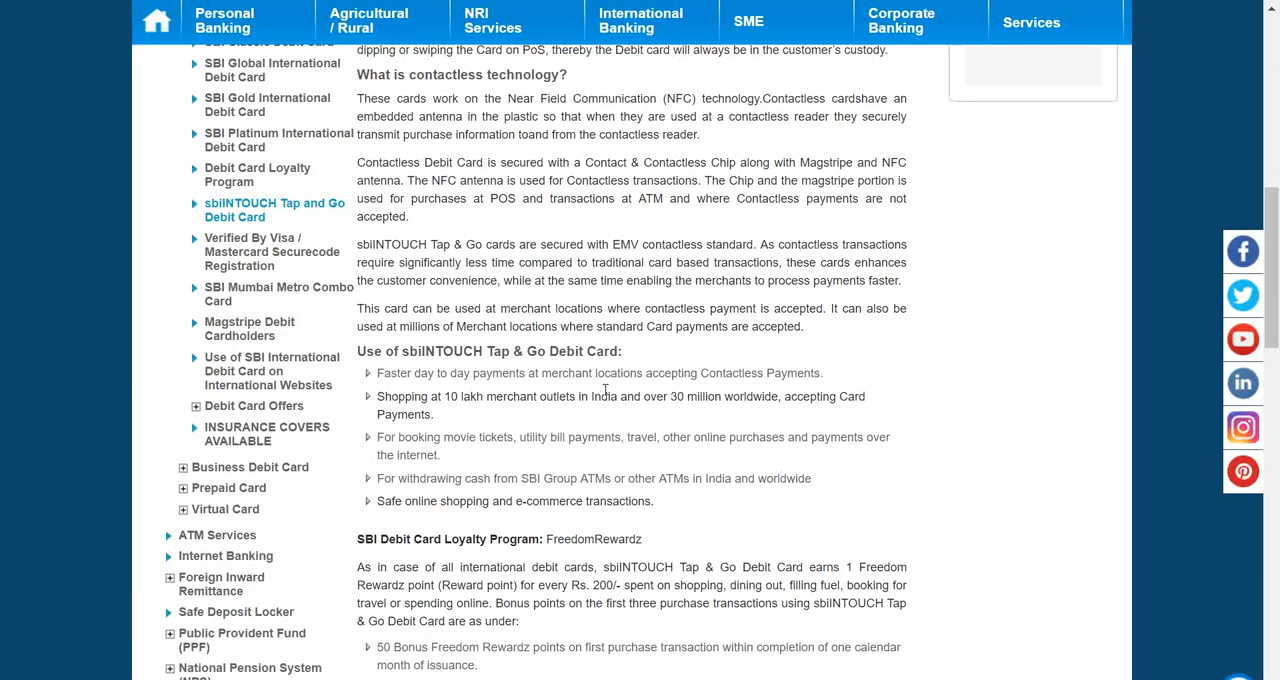 Personal
Banking
Agricultural
/ Rural
NRI
Services
International
Banking
SME
Corporate
Banking
Services
SBI Global International
Debit Card
SBI Gold International
Debit Card
SBI Platinum International
Debit Card
Debit Card Loyalty
Program
sbiINTOUCH Tap and Go
Debit Card
Verified By Visa /
Mastercard Securecode
Registration
SBI Mumbai Metro Combo
Card
Magstripe Debit
Cardholders
Use of SBI International
Debit Card on
International Websites
Debit Card Offers
INSURANCE COVERS
AVAILABLE
Business Debit Card
Prepaid Card
Virtual Card
ATM Services
Internet Banking
Foreign Inward
Remittance
Safe Deposit Locker
Public Provident Fund
(PPF)
National Pension System
dipping or swiping the Card on PoS, thereby the Debit card will always be in the customer's custody.
What is contactless technology?
These cards work on the Near Field Communication (NFC) technology.Contactless cardshave an
embedded antenna in the plastic so that when they are used at a contactless reader they securely
transmit purchase information toand from the contactless reader.
Contactless Debit Card is secured with a Contact & Contactless Chip along with Magstripe and NFC
antenna. The NFC antenna is used for Contactless transactions. The Chip and the magstripe portion is
used for purchases at POS and transactions at ATM and where Contactless payments are not
accepted.
sbiINTOUCH Tap & Go cards are secured with EMV contactless standard. As contactless transactions
require significantly less time compared to traditional card based transactions, these cards enhances
the customer convenience, while at the same time enabling the merchants to process payments faster.
This card can be used at merchant locations where contactless payment is accepted. It can also be
used at millions of Merchant locations where standard Card payments are accepted.
Use of sbiINTOUCH Tap & Go Debit Card:
Faster day to day payments at merchant locations accepting Contactless Payments.
Shopping at 10 lakh merchant outlets in India and over 30 million worldwide, accepting Card
Payments.
For booking movie tickets, utility bill payments, travel, other online purchases and payments over
the internet.
For withdrawing cash from SBI Group ATMs or other ATMs in India and worldwide
Safe online shopping and e-commerce transactions.
SBI Debit Card Loyalty Program: FreedomRewardz
As in case of all international debit cards, sbiINTOUCH Tap & Go Debit Card earns 1 Freedom
Rewardz point (Reward point) for every Rs. 200/- spent on shopping, dining out, filling fuel, booking for
travel or spending online. Bonus points on the first three purchase transactions using sbiINTOUCH Tap
& Go Debit Card are as under:
50 Bonus Freedom Rewardz points on first purchase transaction within completion of one calendar
month of issuance.